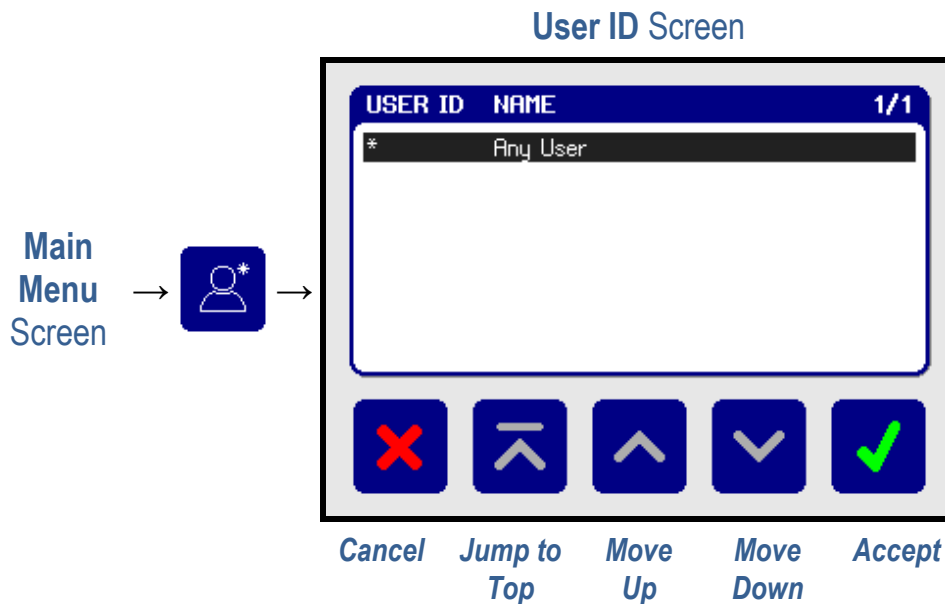 User ID Screen
USER ID NAME 1/1
* Any User
Main
Menu
Screen
→ * →
Cancel Jump to Move Move Accept
Top Up Down